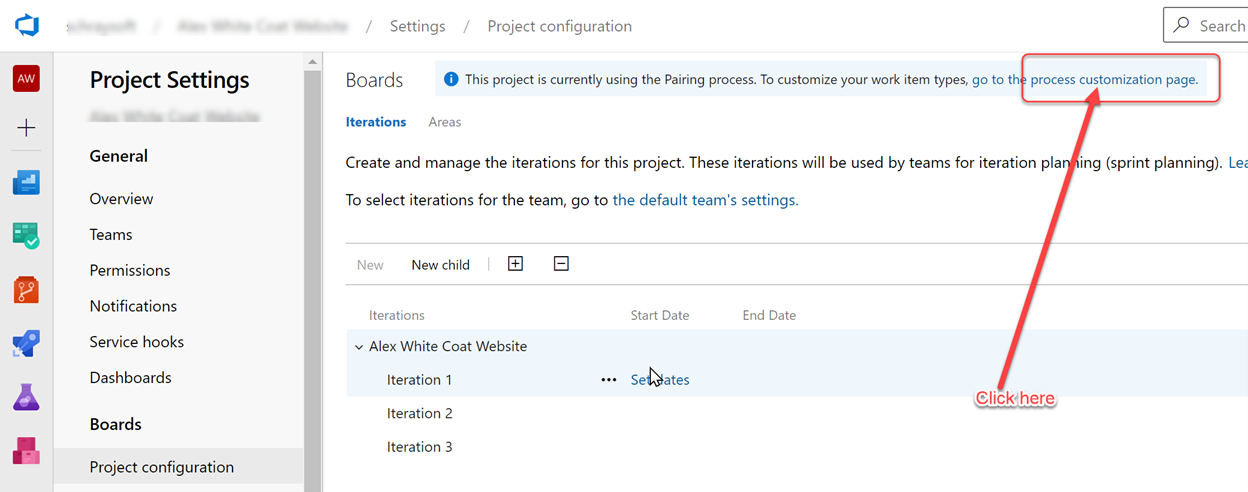 / Settings / Project configuration
Search
AW
Project Settings
General
Overview
Teams
Permissions
Notifications
Service hooks
Dashboards
Boards
Project configuration
Boards
This project is currently using the Pairing process. To customize your work item types, go to the process customization page.
Iterations Areas
Create and manage the iterations for this project. These iterations will be used by teams for iteration planning (sprint planning). Lea
To select iterations for the team, go to the default team's settings.
New New child
Iterations Start Date End Date
Alex White Coat Website
Iteration 1 ••• Set dates
Iteration 2
Iteration 3
Click here